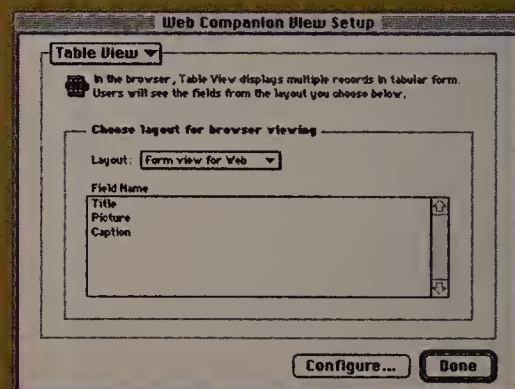 Web Companion View Setup
Table View
In the browser, Table View displays multiple records in tabular form.
Users will see the fields from the layout you choose below.
Choose layout for browser viewing
Layout: Form view for Web
Field Name
Title
Picture
Caption
Configure...
Done